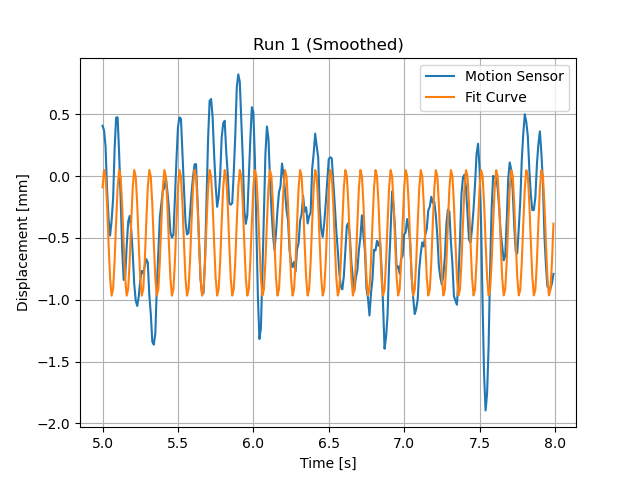 Run 1 (Smoothed)
Motion Sensor
Fit Curve
0.5
0.0
−0.5
−1.0
−1.5
−2.0
Displacement [mm]
5.0 5.5 6.0 6.5 7.0 7.5 8.0
Time [s]